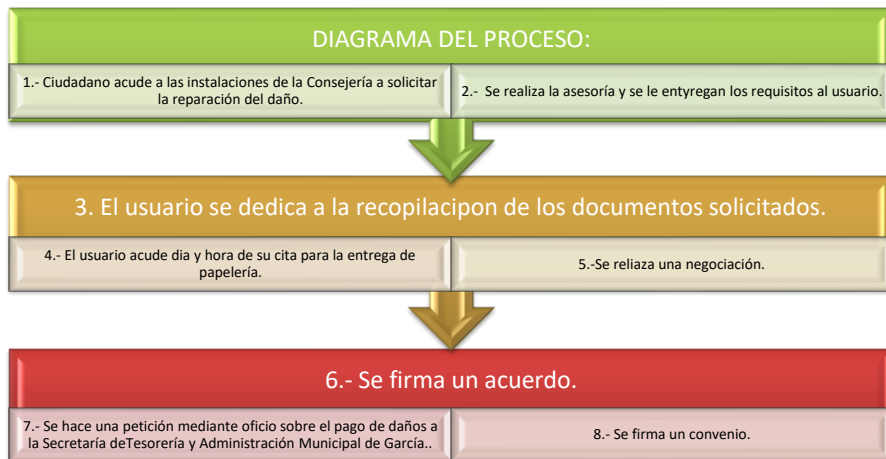 DIAGRAMA DEL PROCESO:
1.- Ciudadano acude a las instalaciones de la Consejería a solicitar
la reparación del daño.
2.- Se realiza la asesoría y se le entyregan los requisitos al usuario.
3. El usuario se dedica a la recopilacipon de los documentos solicitados.
4.- El usuario acude dia y hora de su cita para la entrega de
papelería.
5.-Se reliaza una negociación.
6.- Se firma un acuerdo.
7.- Se hace una petición mediante oficio sobre el pago de daños a
la Secretaría deTesorería y Administración Municipal de García..
8.- Se firma un convenio.